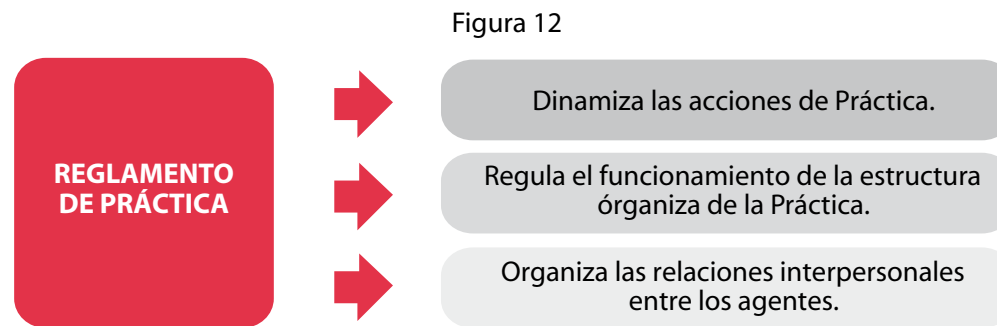 Figura 12
REGLAMENTO
DE PRÁCTICA
Dinamiza las acciones de Práctica.
Regula el funcionamiento de la estructura
órganiza de la Práctica.
Organiza las relaciones interpersonales
entre los agentes.